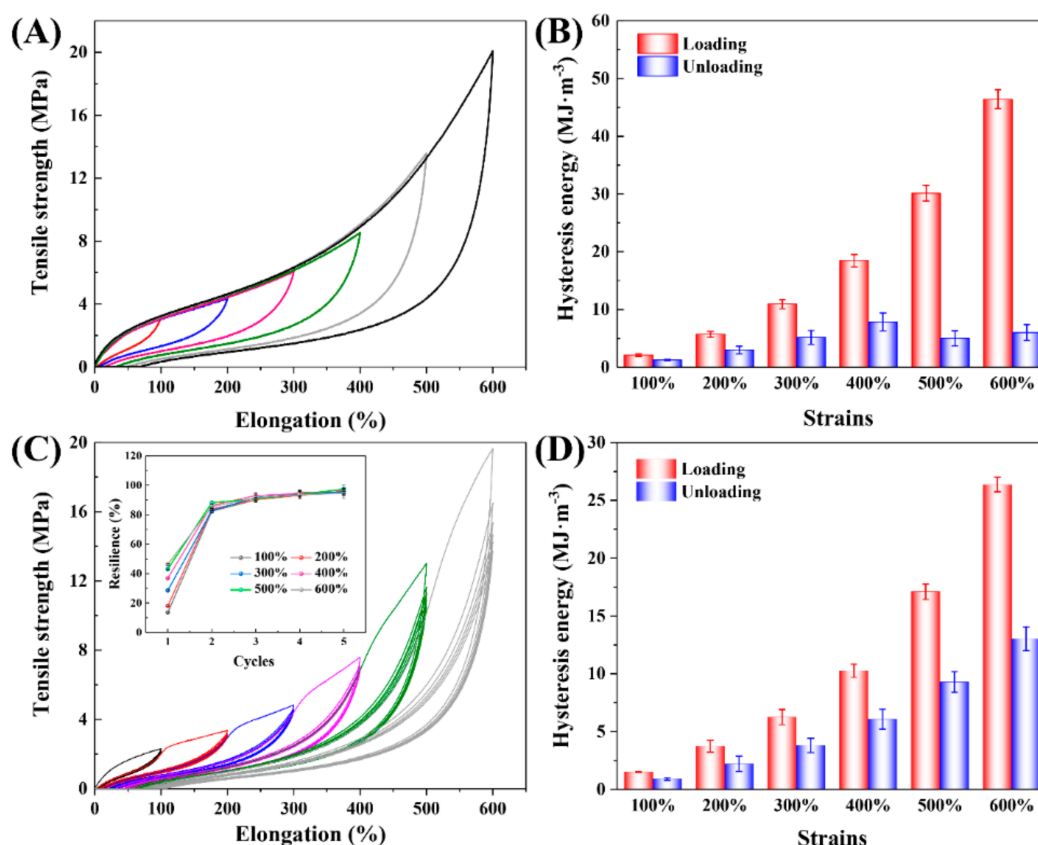 (A)
20
16
12
8
4
0
Tensile strength (MPa)
0 100 200 300 400 500 600
Elongation (%)
(B)
60
50
40
30
20
10
0
Hysteresis energy (MJ·m⁻³)
Loading
Unloading
100% 200% 300% 400% 500% 600%
Strains
(C)
20
16
12
8
4
0
Tensile strength (MPa)
120
100
80
60
40
20
0
Resilience (%)
100% 200%
300% 400%
500% 600%
1 2 3 4 5
Cycles
0 100 200 300 400 500 600
Elongation (%)
(D)
30
25
20
15
10
5
0
Hysteresis energy (MJ·m⁻³)
Loading
Unloading
100% 200% 300% 400% 500% 600%
Strains